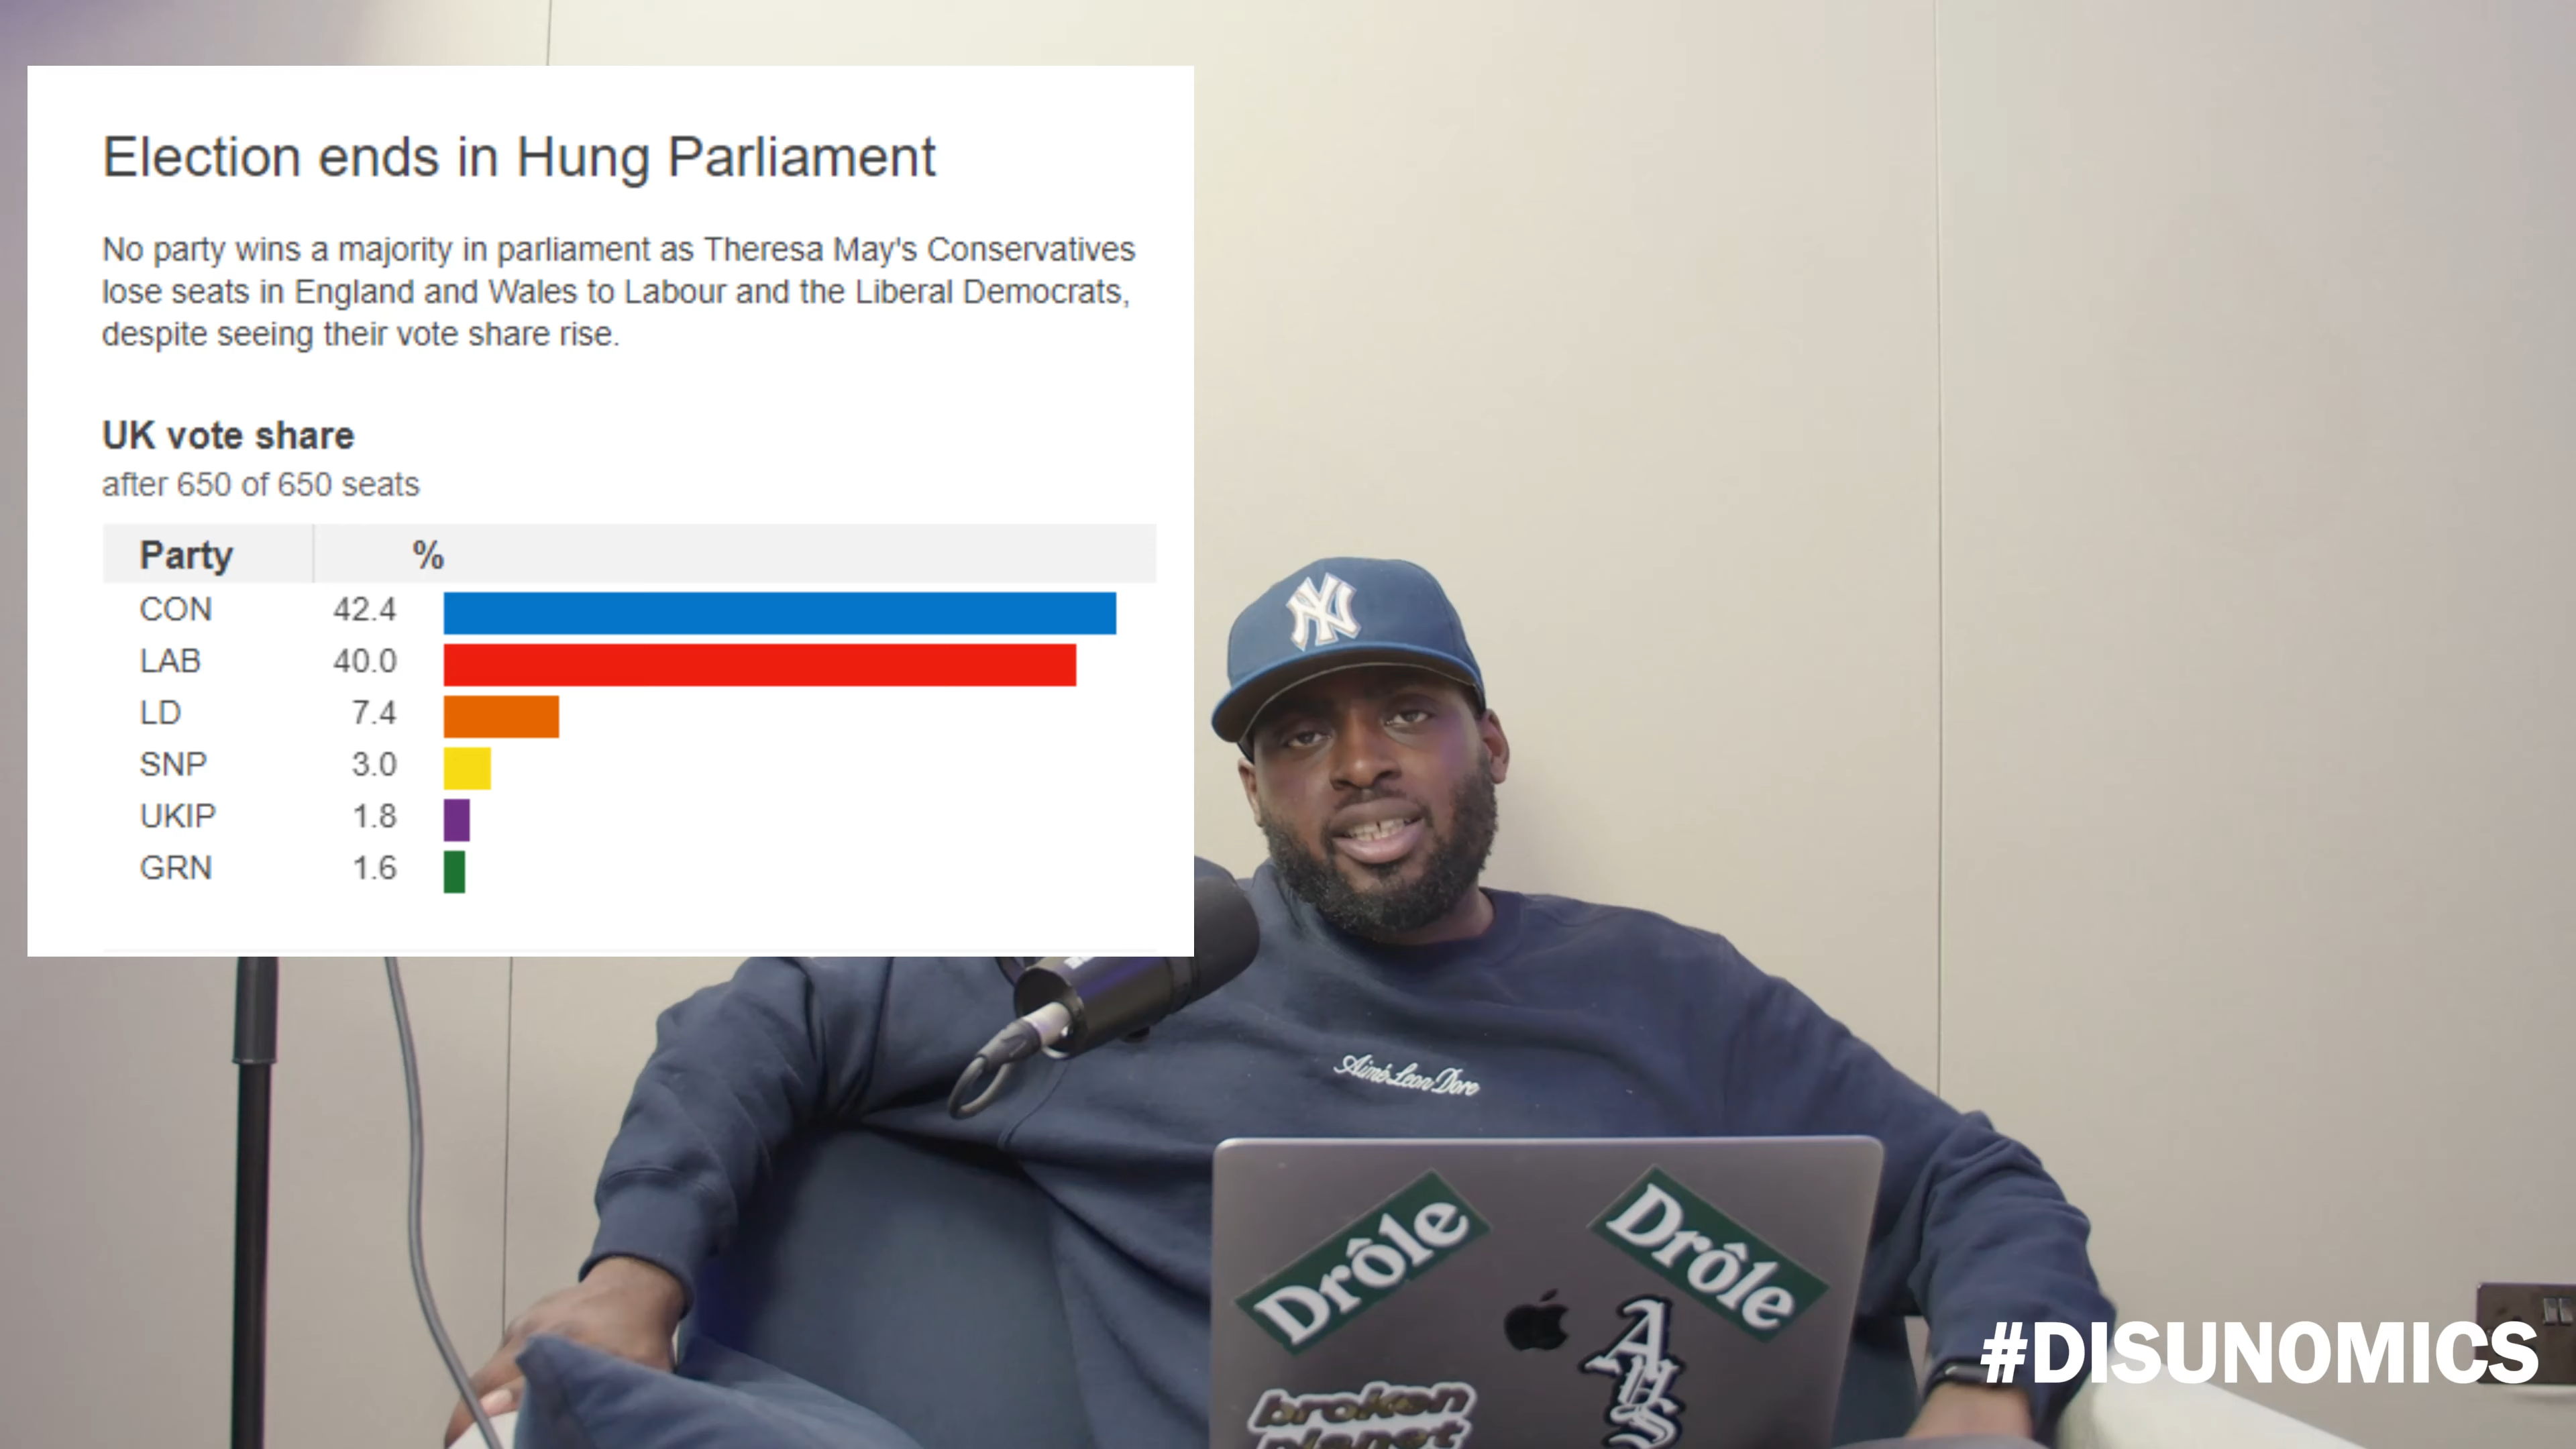 Election ends in Hung Parliament
No party wins a majority in parliament as Theresa May's Conservatives
lose seats in England and Wales to Labour and the Liberal Democrats,
despite seeing their vote share rise.
UK vote share
after 650 of 650 seats
Party %
CON 42.4
LAB 40.0
LD 7.4
SNP 3.0
UKIP 1.8
GRN 1.6
NY
Aimé Leon Dore
Drôle
Drôle
AHS
broken
planet
#DISUNOMICS